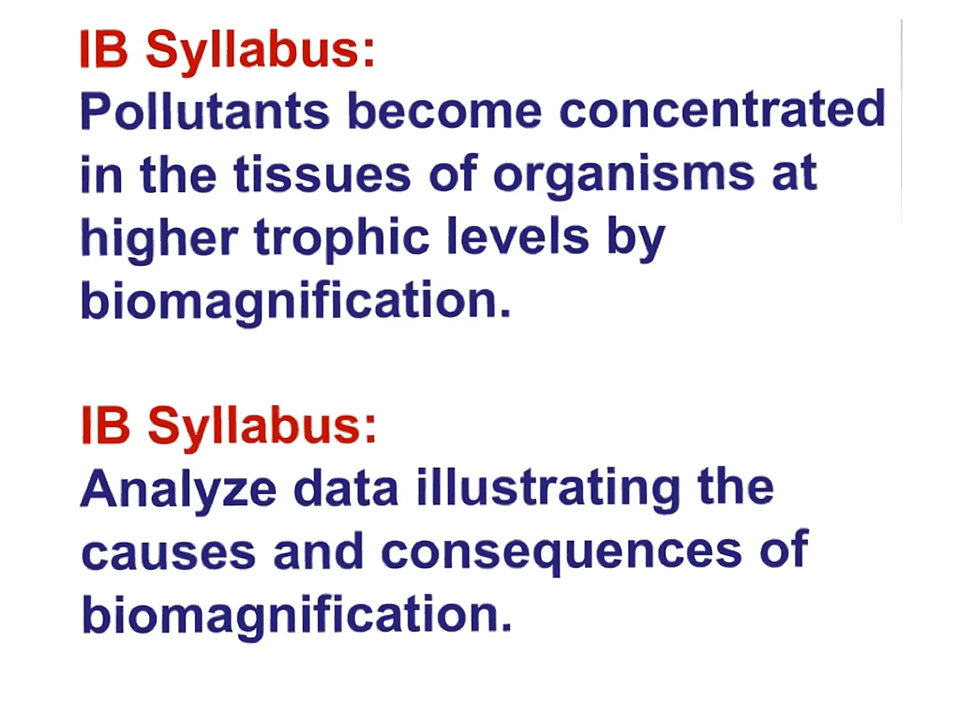 IB Syllabus:
Pollutants become concentrated
in the tissues of organisms at
higher trophic levels by
biomagnification.
IB Syllabus:
Analyze data illustrating the
causes and consequences of
biomagnification.